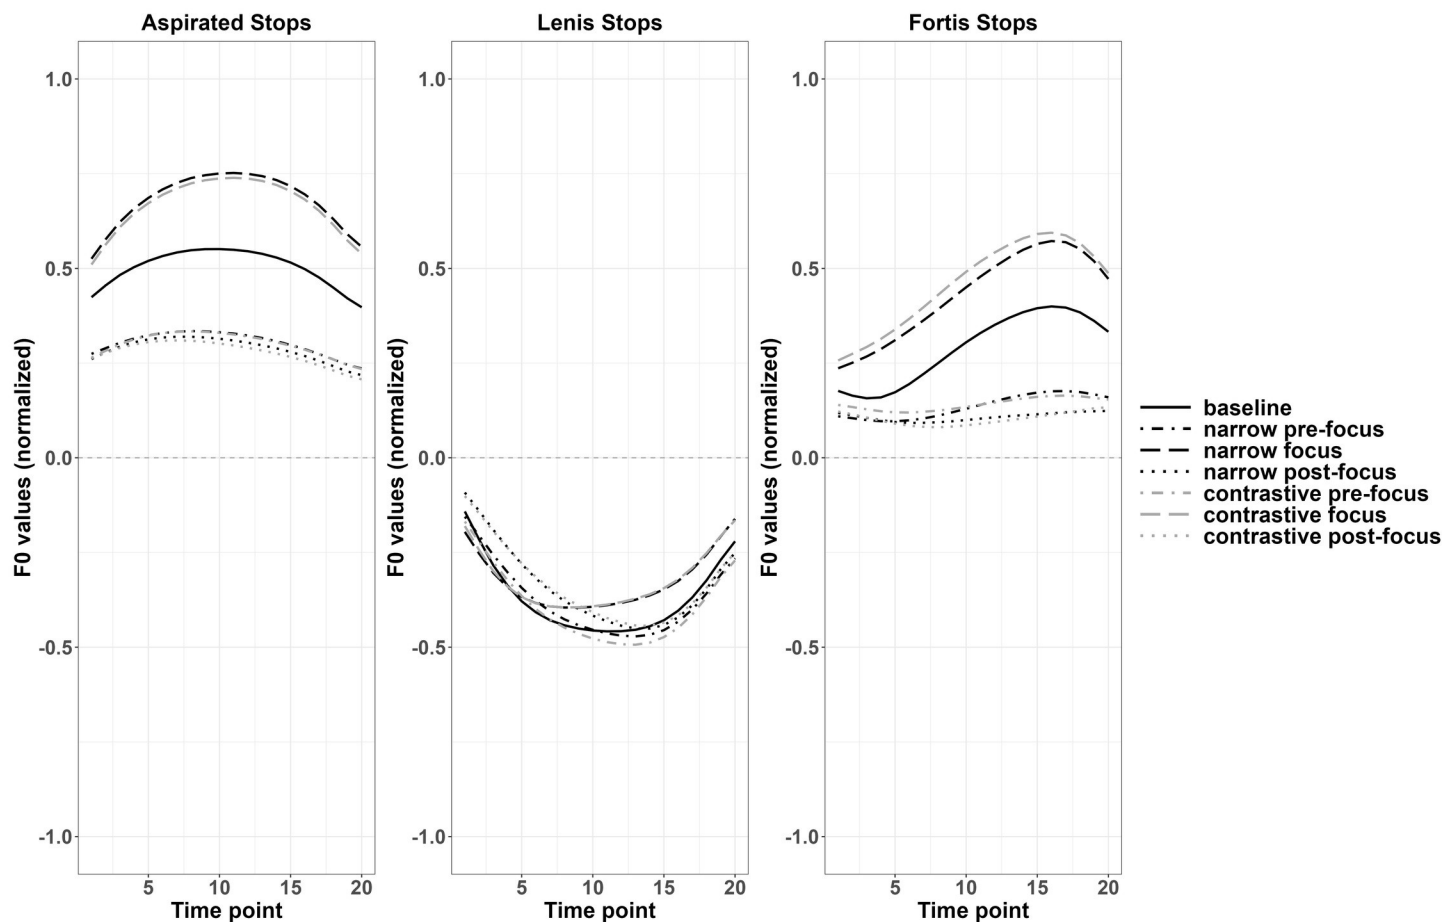 Aspirated Stops
Lenis Stops
Fortis Stops
F0 values (normalized)
1.0
0.5
0.0
-0.5
-1.0
5 10 15 20
Time point
F0 values (normalized)
1.0
0.5
0.0
-0.5
-1.0
5 10 15 20
Time point
F0 values (normalized)
1.0
0.5
0.0
-0.5
-1.0
5 10 15 20
Time point
baseline
narrow pre-focus
narrow focus
narrow post-focus
contrastive pre-focus
contrastive focus
contrastive post-focus